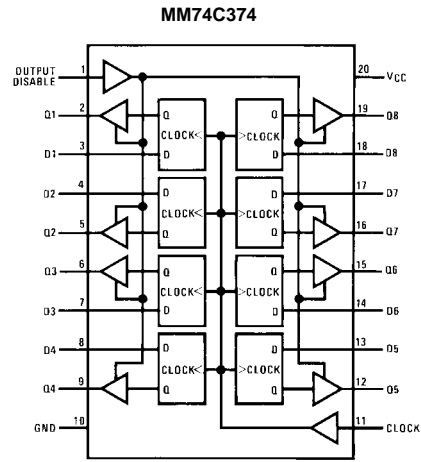 MM74C374
OUTPUT DISABLE 1
20 VCC
Q1 2
Q CLOCK< D
Q >CLOCK D
19 Q8
D1 3
18 D8
D2 4
D CLOCK< Q
D >CLOCK Q
17 D7
Q2 5
16 Q7
Q3 6
Q CLOCK< D
Q >CLOCK D
15 Q6
D3 7
14 D6
D4 8
D CLOCK< Q
D >CLOCK Q
13 D5
Q4 9
12 Q5
GND 10
11 CLOCK